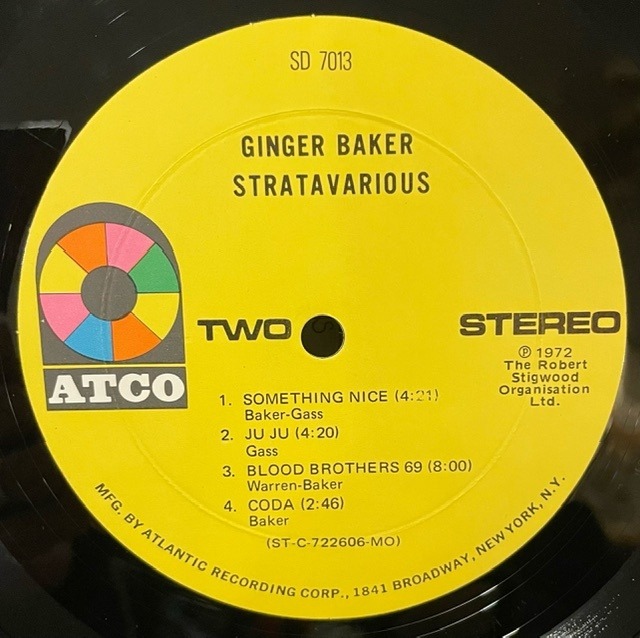 SD 7013
GINGER BAKER
STRATAVARIOUS
ATCO
TWO
STEREO
℗ 1972
The Robert
Stigwood
Organisation
Ltd.
1. SOMETHING NICE (4:21)
Baker-Gass
2. JU JU (4:20)
Gass
3. BLOOD BROTHERS 69 (8:00)
Warren-Baker
4. CODA (2:46)
Baker
(ST-C-722606-MO)
MFG. BY ATLANTIC RECORDING CORP., 1841 BROADWAY, NEW YORK, N.Y.